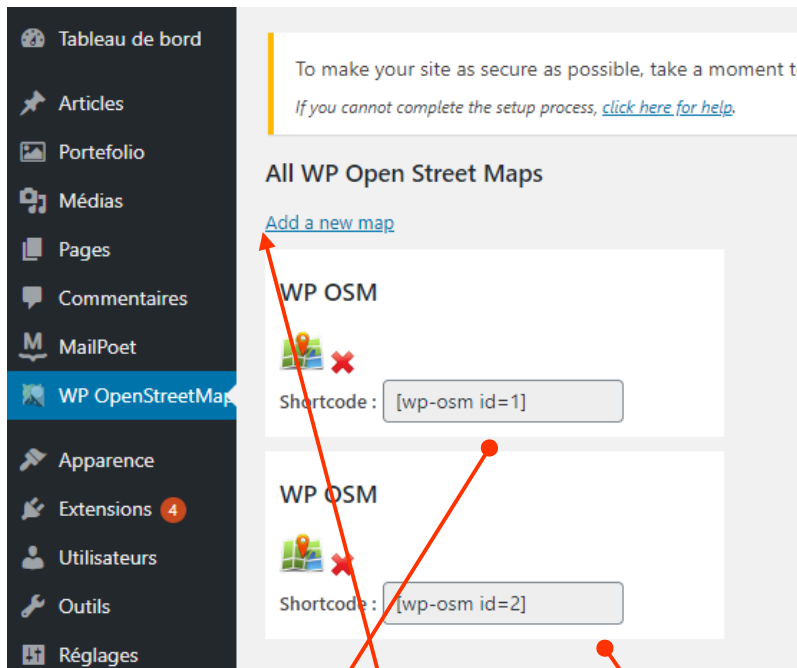 Tableau de bord
Articles
Portefolio
Médias
Pages
Commentaires
MailPoet
WP OpenStreetMap
Apparence
Extensions 4
Utilisateurs
Outils
Réglages
To make your site as secure as possible, take a moment t
If you cannot complete the setup process, click here for help.
All WP Open Street Maps
Add a new map
WP OSM
Shortcode : [wp-osm id=1]
WP OSM
Shortcode : [wp-osm id=2]